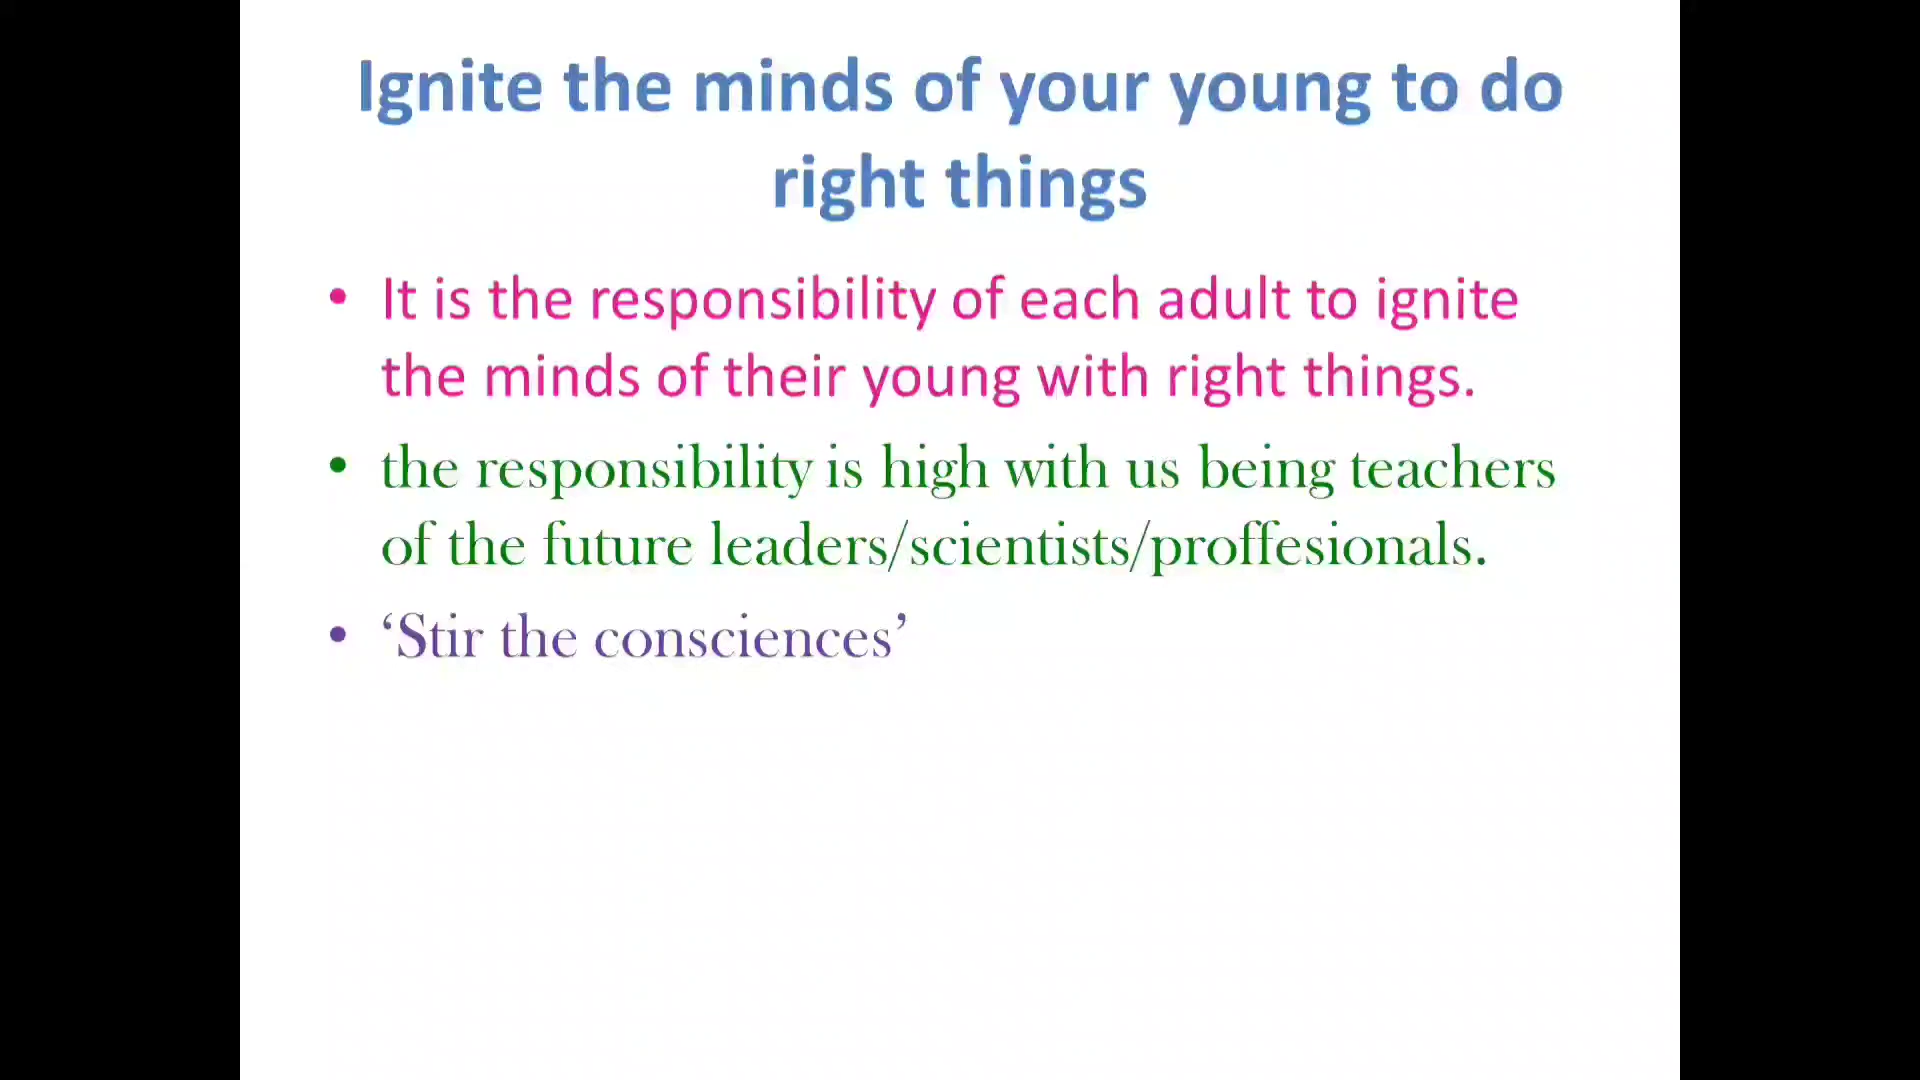 Ignite the minds of your young to do
right things
• It is the responsibility of each adult to ignite
the minds of their young with right things.
• the responsibility is high with us being teachers
of the future leaders/scientists/proffesionals.
• ‘Stir the consciences’